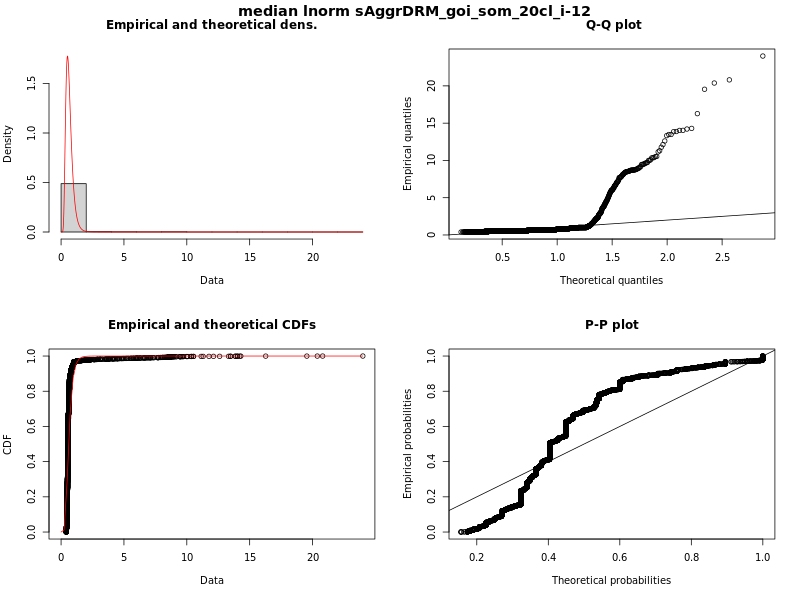 median lnorm sAggrDRM_goi_som_20cl_i-12
Empirical and theoretical dens.
Density
0.0 0.5 1.0 1.5
0 5 10 15 20
Data
Q-Q plot
Empirical quantiles
0 5 10 15 20
0.5 1.0 1.5 2.0 2.5
Theoretical quantiles
Empirical and theoretical CDFs
CDF
0.0 0.2 0.4 0.6 0.8 1.0
0 5 10 15 20
Data
P-P plot
Empirical probabilities
0.0 0.2 0.4 0.6 0.8 1.0
0.2 0.4 0.6 0.8 1.0
Theoretical probabilities